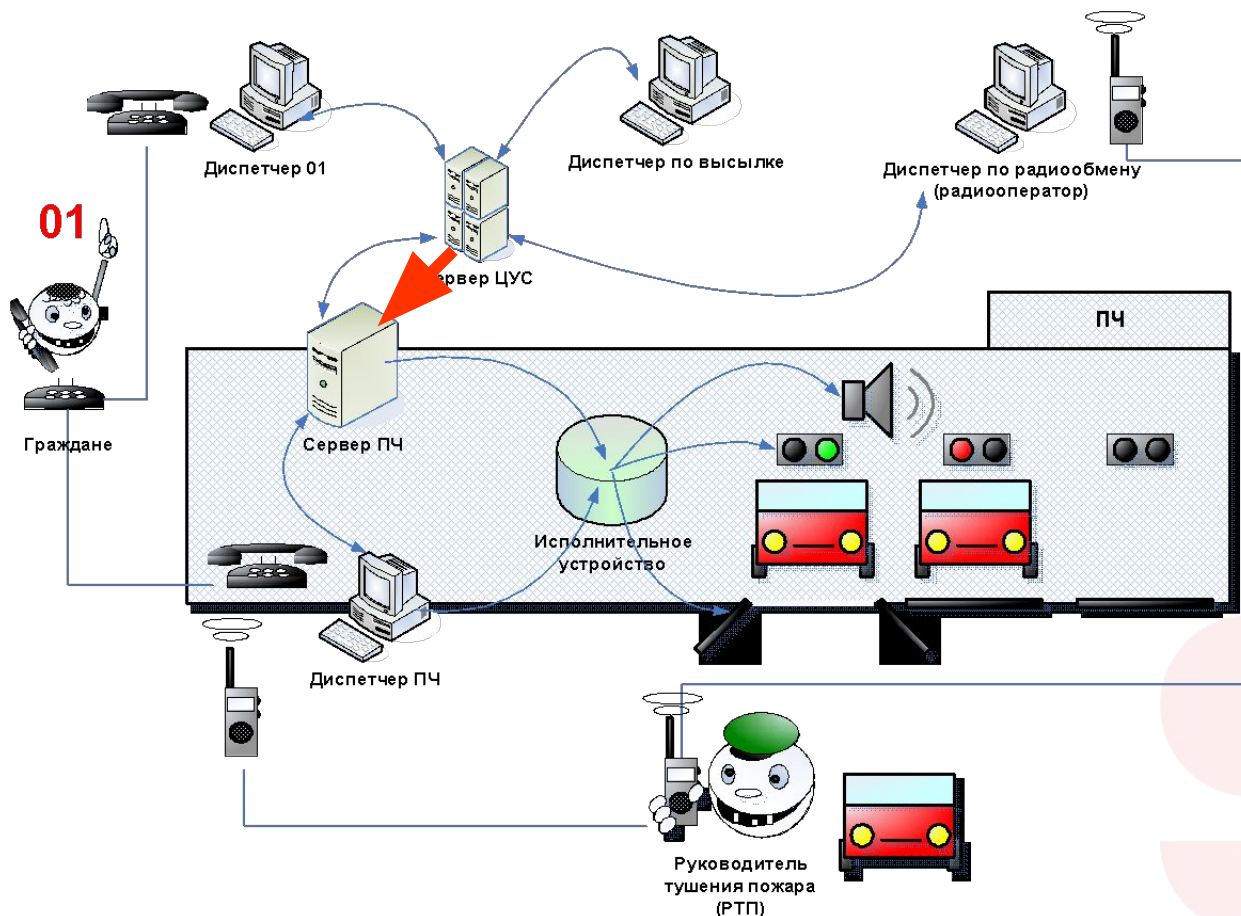 Диспетчер 01
Диспетчер по высылке
Диспетчер по радиообмену
(радиооператор)
01
ЦУС
ПЧ
Граждане
Сервер ПЧ
Исполнительное
устройство
Диспетчер ПЧ
Руководитель
тушения пожара
(РТП)